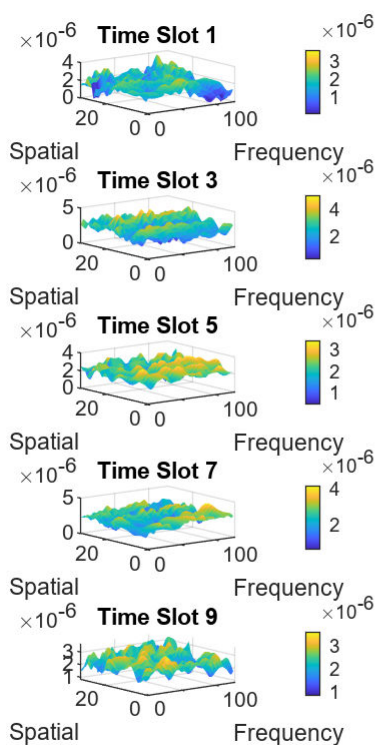 ×10⁻⁶ Time Slot 1 ×10⁻⁶
4
2
0
3
2
1
20 0 0 100
Spatial Frequency
×10⁻⁶ Time Slot 3 ×10⁻⁶
5
0
4
2
20 0 0 100
Spatial Frequency
×10⁻⁶ Time Slot 5 ×10⁻⁶
4
2
0
3
2
1
20 0 0 100
Spatial Frequency
×10⁻⁶ Time Slot 7 ×10⁻⁶
5
0
4
2
20 0 0 100
Spatial Frequency
×10⁻⁶ Time Slot 9 ×10⁻⁶
3
2
1
3
2
1
20 0 0 100
Spatial Frequency